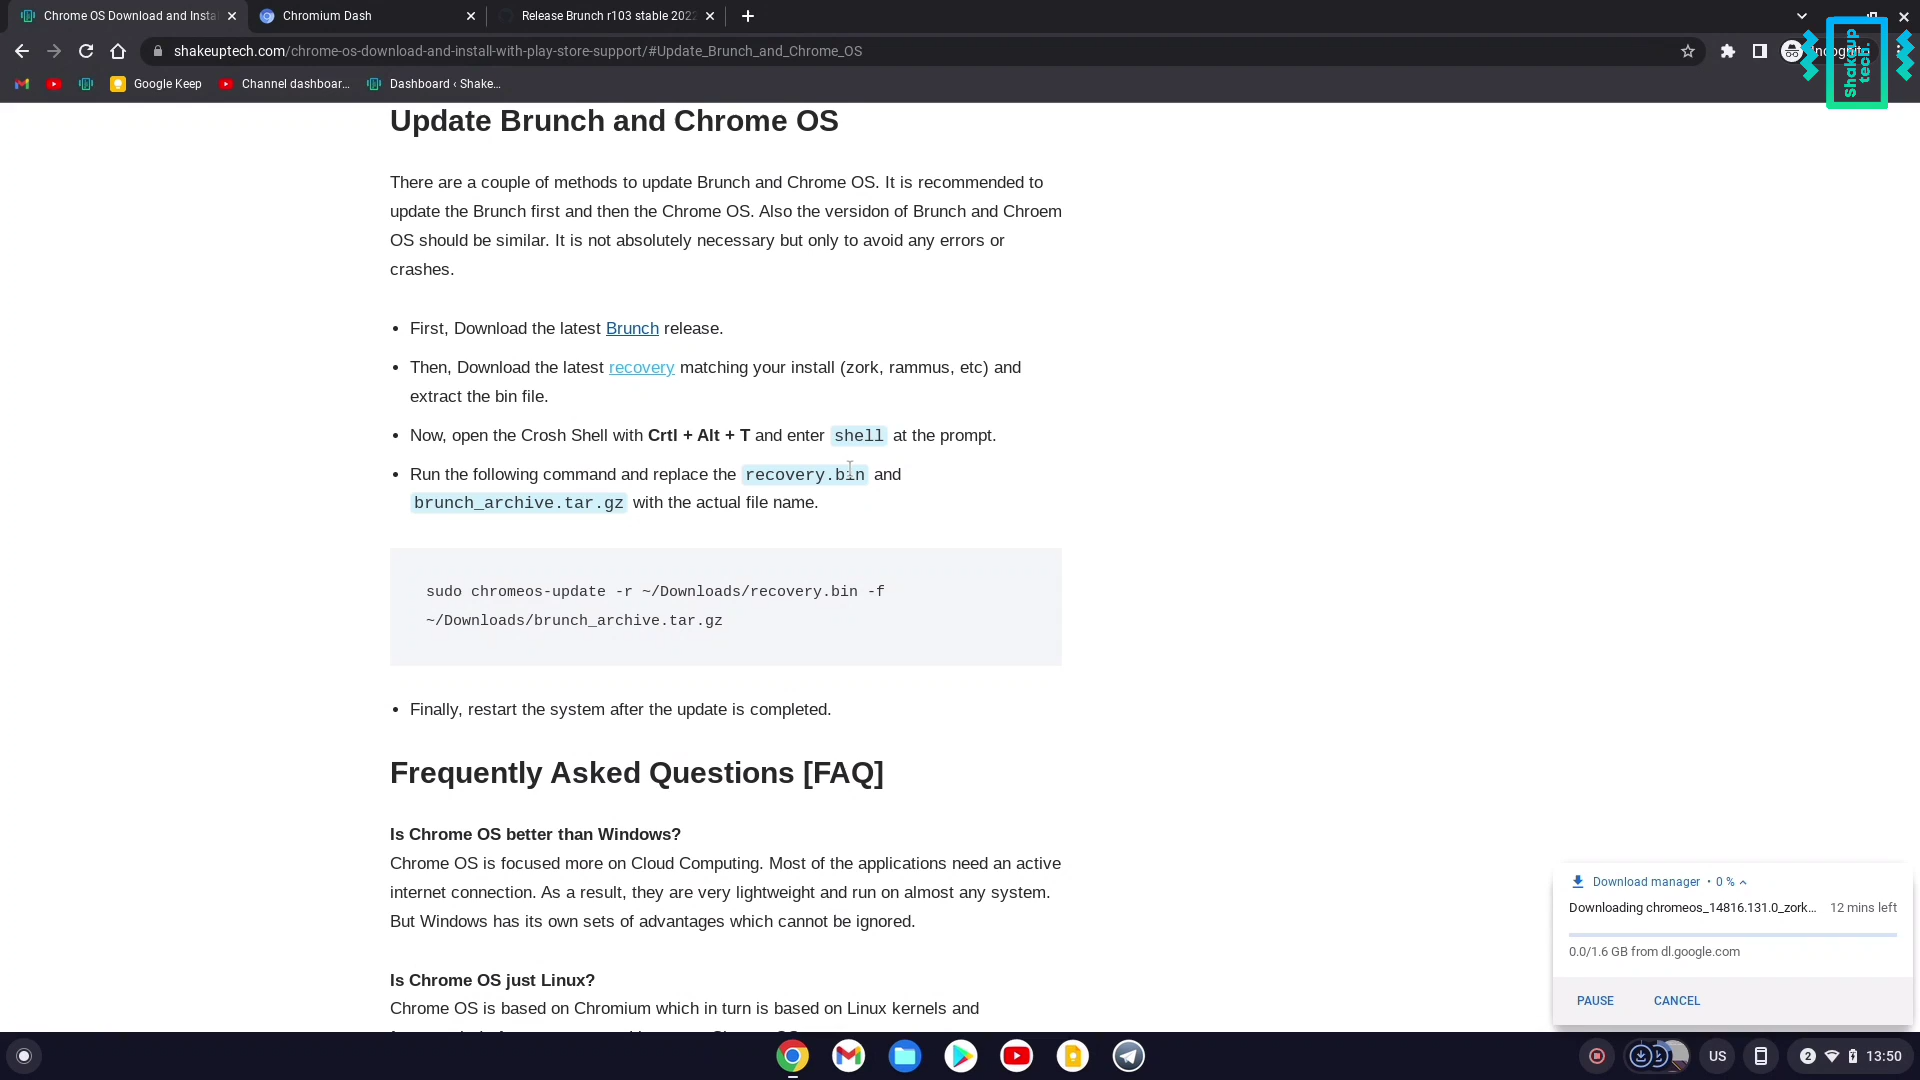 Chrome OS Download and Insta
Chromium Dash
Release Brunch r103 stable 2022
shakeuptech.com/chrome-os-download-and-install-with-play-store-support/#Update_Brunch_and_Chrome_OS
Incognito
Shakeup
tech.
Google Keep
Channel dashboar...
Dashboard ‹ Shake...
Update Brunch and Chrome OS
There are a couple of methods to update Brunch and Chrome OS. It is recommended to
update the Brunch first and then the Chrome OS. Also the versidon of Brunch and Chroem
OS should be similar. It is not absolutely necessary but only to avoid any errors or
crashes.
• First, Download the latest Brunch release.
• Then, Download the latest recovery matching your install (zork, rammus, etc) and
extract the bin file.
• Now, open the Crosh Shell with Crtl + Alt + T and enter shell at the prompt.
• Run the following command and replace the recovery.bin and
brunch_archive.tar.gz with the actual file name.
sudo chromeos-update -r ~/Downloads/recovery.bin -f
~/Downloads/brunch_archive.tar.gz
• Finally, restart the system after the update is completed.
Frequently Asked Questions [FAQ]
Is Chrome OS better than Windows?
Chrome OS is focused more on Cloud Computing. Most of the applications need an active
internet connection. As a result, they are very lightweight and run on almost any system.
But Windows has its own sets of advantages which cannot be ignored.
Is Chrome OS just Linux?
Chrome OS is based on Chromium which in turn is based on Linux kernels and
Download manager • 0 %
Downloading chromeos_14816.131.0_zork... 12 mins left
0.0/1.6 GB from dl.google.com
PAUSE CANCEL
US
2
13:50